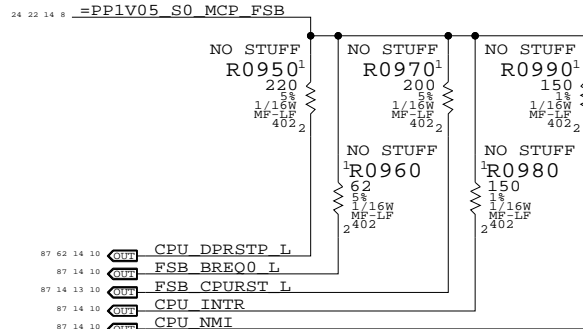 24 22 14 8 =PP1V05_S0_MCP_FSB
NO STUFF NO STUFF NO STUFF
R0950 1 R0970 1 R0990 1
220 200 150
5% 5% 1%
1/16W 1/16W 1/16W
MF-LF MF-LF MF-LF
402 2 402 2 402 2
NO STUFF NO STUFF
1 R0960 1 R0980
62 150
5% 1%
1/16W 1/16W
MF-LF MF-LF
2 402 2 402
87 62 14 10 OUT CPU_DPRSTP_L
87 14 10 OUT FSB_BREQ0_L
87 14 13 10 OUT FSB_CPURST_L
87 14 10 OUT CPU_INTR
87 14 10 OUT CPU_NMI